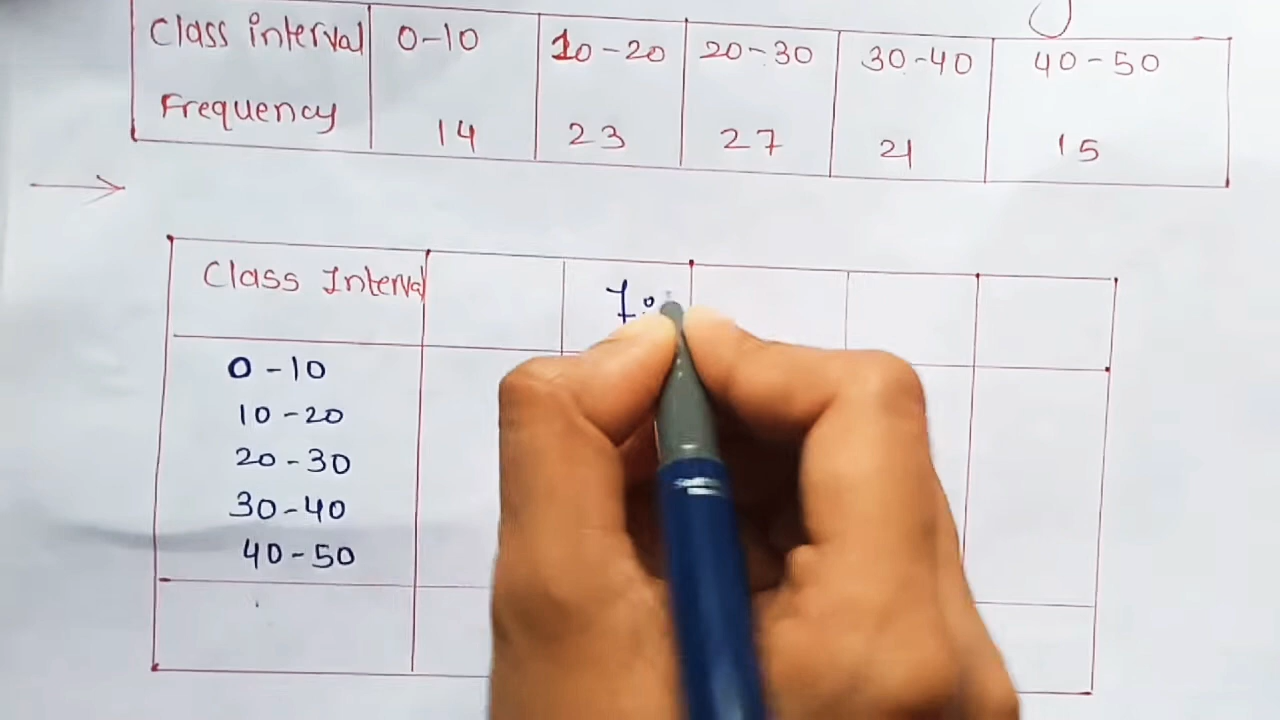 Class interval 0-10 10-20 20-30 30-40 40-50
Frequency 14 23 27 21 15
Class Interval
0-10
10-20
20-30
30-40
40-50